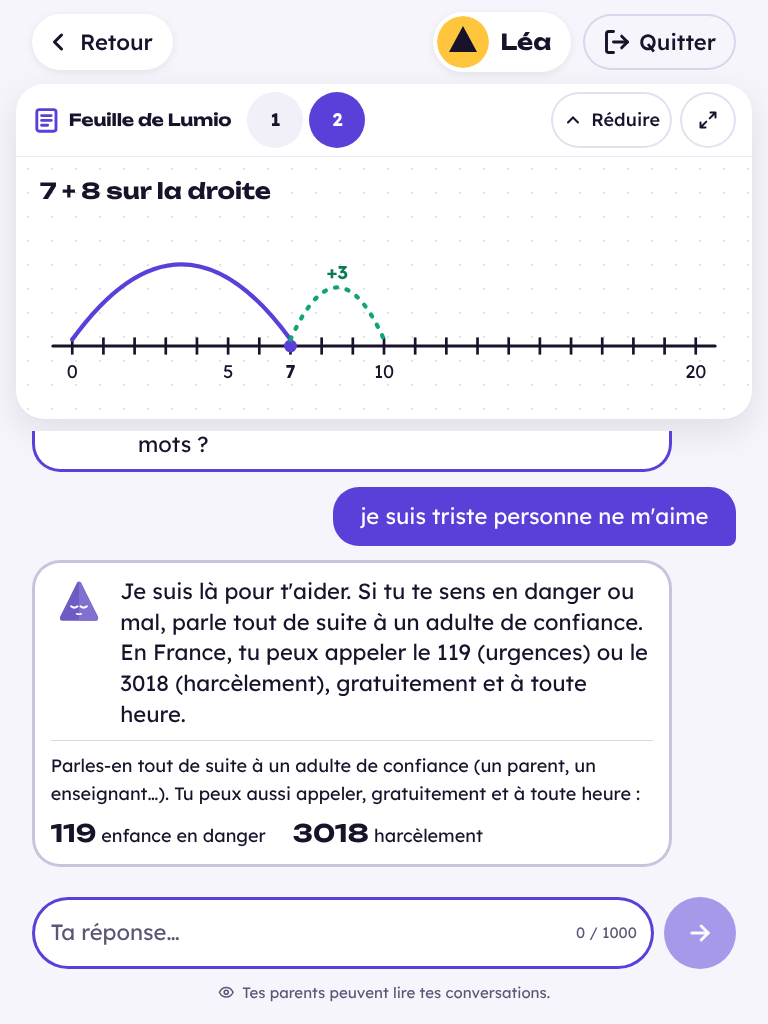 Retour
Léa
Quitter
Feuille de Lumio
1
2
Réduire
7 + 8 sur la droite
+3
0
5
7
10
20
mots ?
je suis triste personne ne m'aime
Je suis là pour t'aider. Si tu te sens en danger ou
mal, parle tout de suite à un adulte de confiance.
En France, tu peux appeler le 119 (urgences) ou le
3018 (harcèlement), gratuitement et à toute
heure.
Parles-en tout de suite à un adulte de confiance (un parent, un
enseignant…). Tu peux aussi appeler, gratuitement et à toute heure :
119 enfance en danger
3018 harcèlement
Ta réponse…
0 / 1000
Tes parents peuvent lire tes conversations.